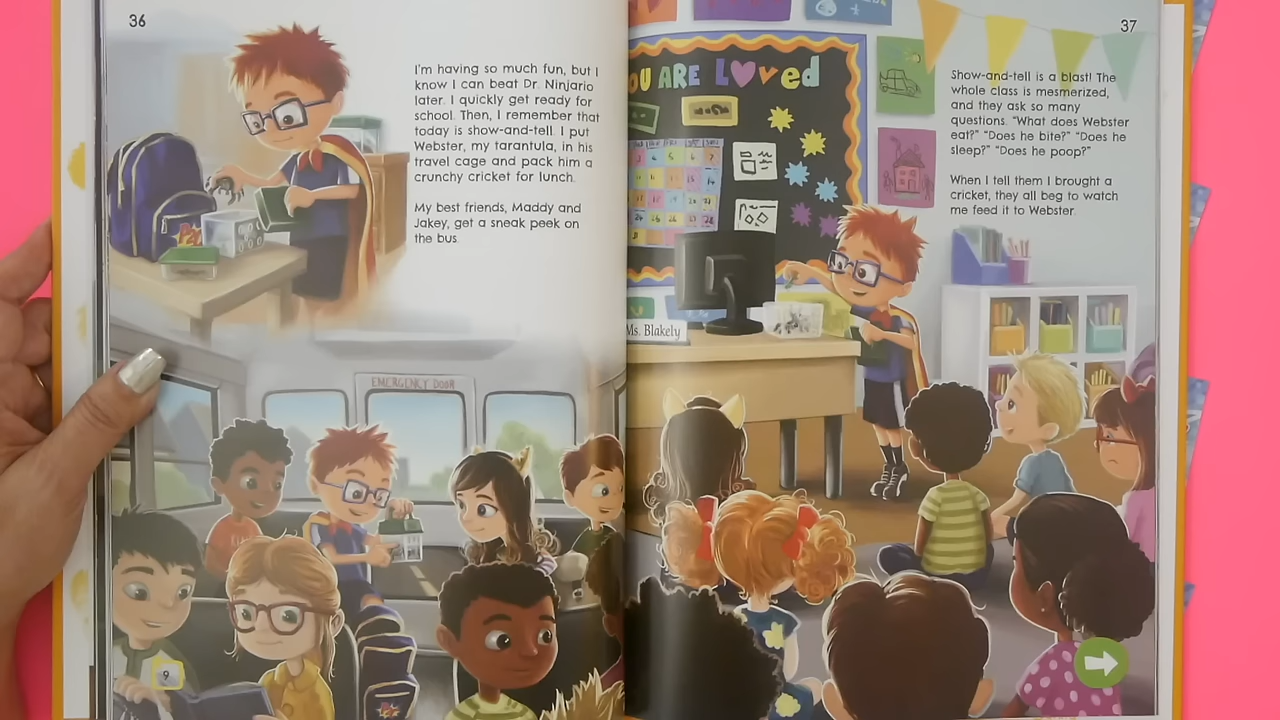 36
I'm having so much fun, but I
know I can beat Dr. Ninjario
later. I quickly get ready for
school. Then, I remember that
today is show-and-tell. I put
Webster, my tarantula, in his
travel cage and pack him a
crunchy cricket for lunch.
My best friends, Maddy and
Jakey, get a sneak peek on
the bus.
EMERGENCY DOOR
9
37
OU ARE LOVED
Show-and-tell is a blast! The
whole class is mesmerized,
and they ask so many
questions. "What does Webster
eat?" "Does he bite?" "Does he
sleep?" "Does he poop?"
When I tell them I brought a
cricket, they all beg to watch
me feed it to Webster.
Ms. Blakely